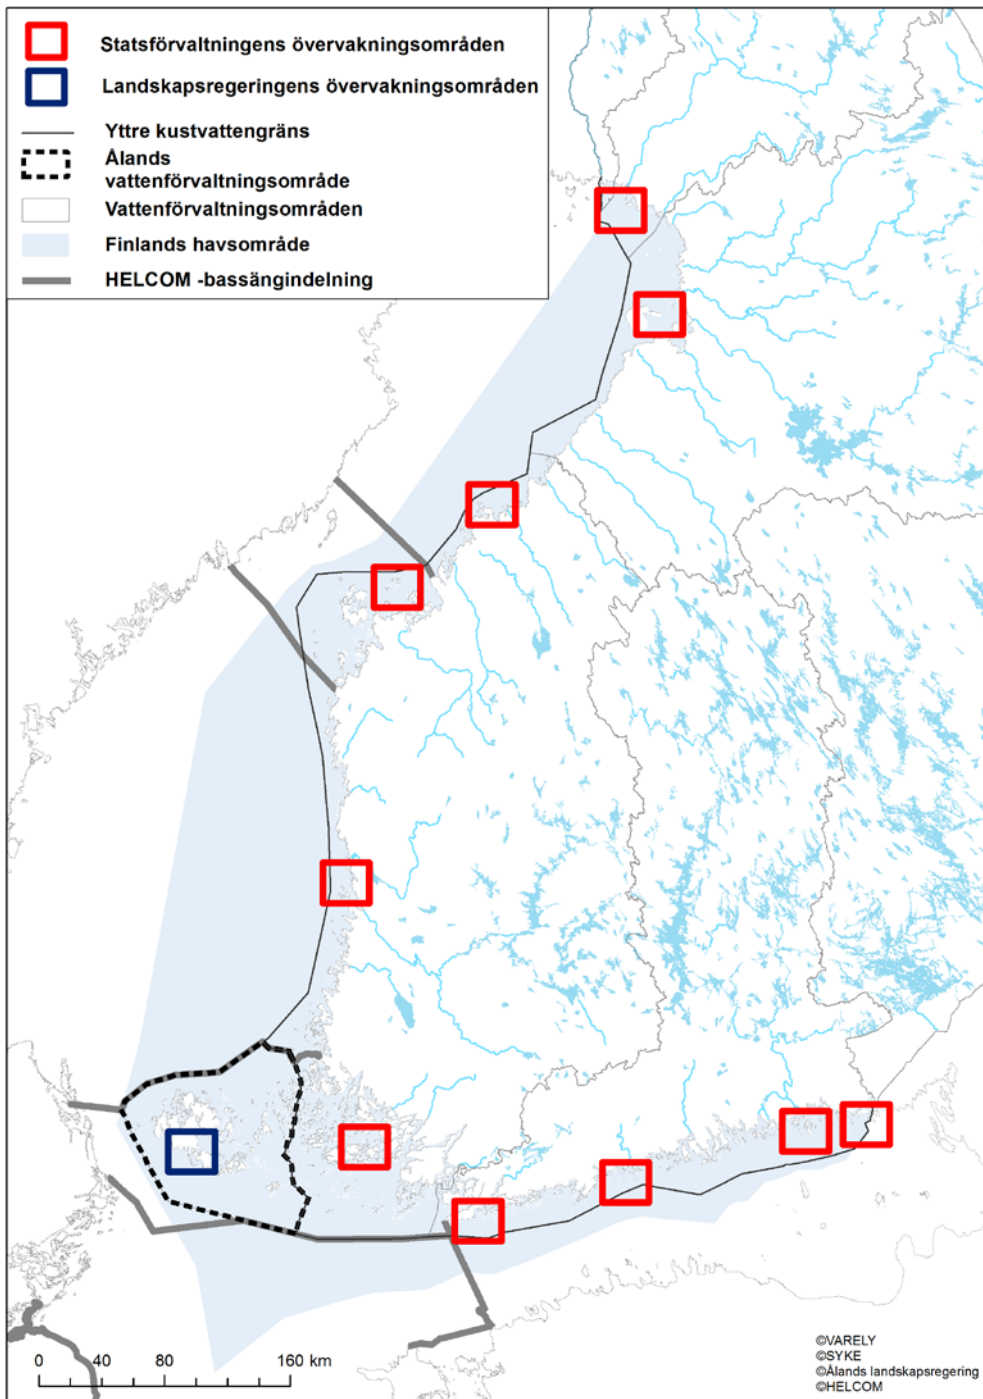 Statsförvaltningens övervakningsområden
Landskapsregeringens övervakningsområden
Yttre kustvattengräns
Ålands
vattenförvaltningsområde
Vattenförvaltningsområden
Finlands havsområde
HELCOM -bassängindelning
0 40 80 160 km
©VARELY
©SYKE
©Ålands landskapsregering
©HELCOM